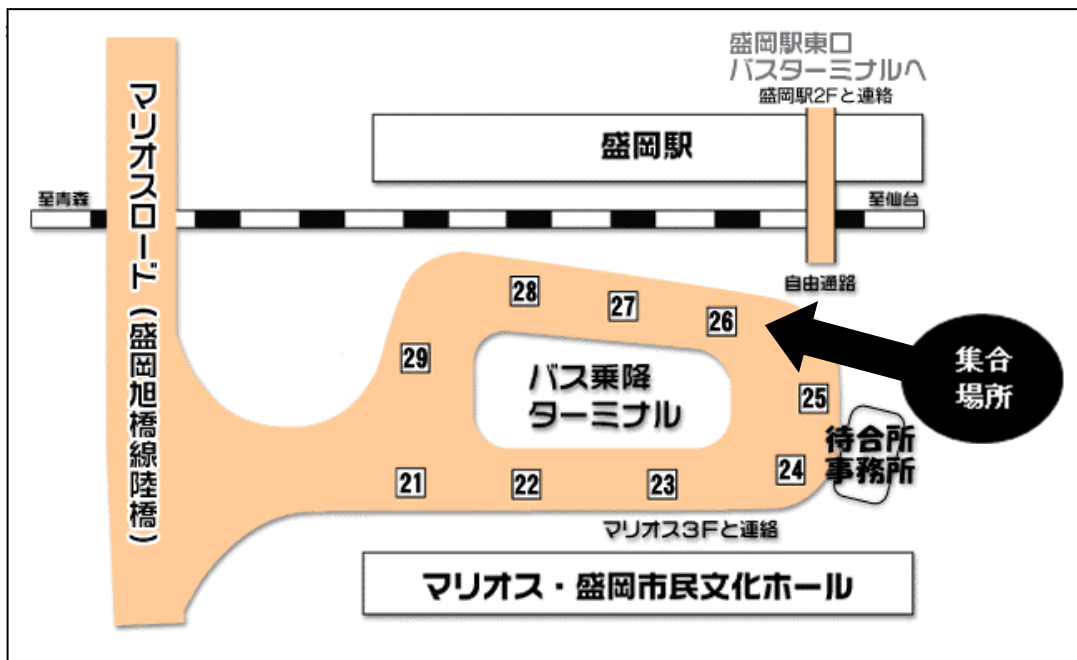 盛岡駅東口
バスターミナルへ
盛岡駅2Fと連絡
盛岡駅
至青森
至仙台
マリオスロード(盛岡旭橋線陸橋)
自由通路
28
27
26
29
25
バス乗降
ターミナル
集合
場所
待合所
事務所
21
22
23
24
マリオス3Fと連絡
マリオス・盛岡市民文化ホール